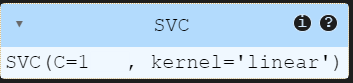 ▾ SVC i ?
SVC(C=1   , kernel='linear')